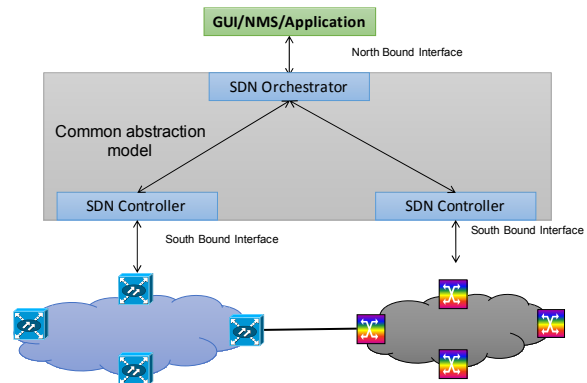 GUI/NMS/Application
North Bound Interface
SDN Orchestrator
Common abstraction
model
SDN Controller
SDN Controller
South Bound Interface
South Bound Interface